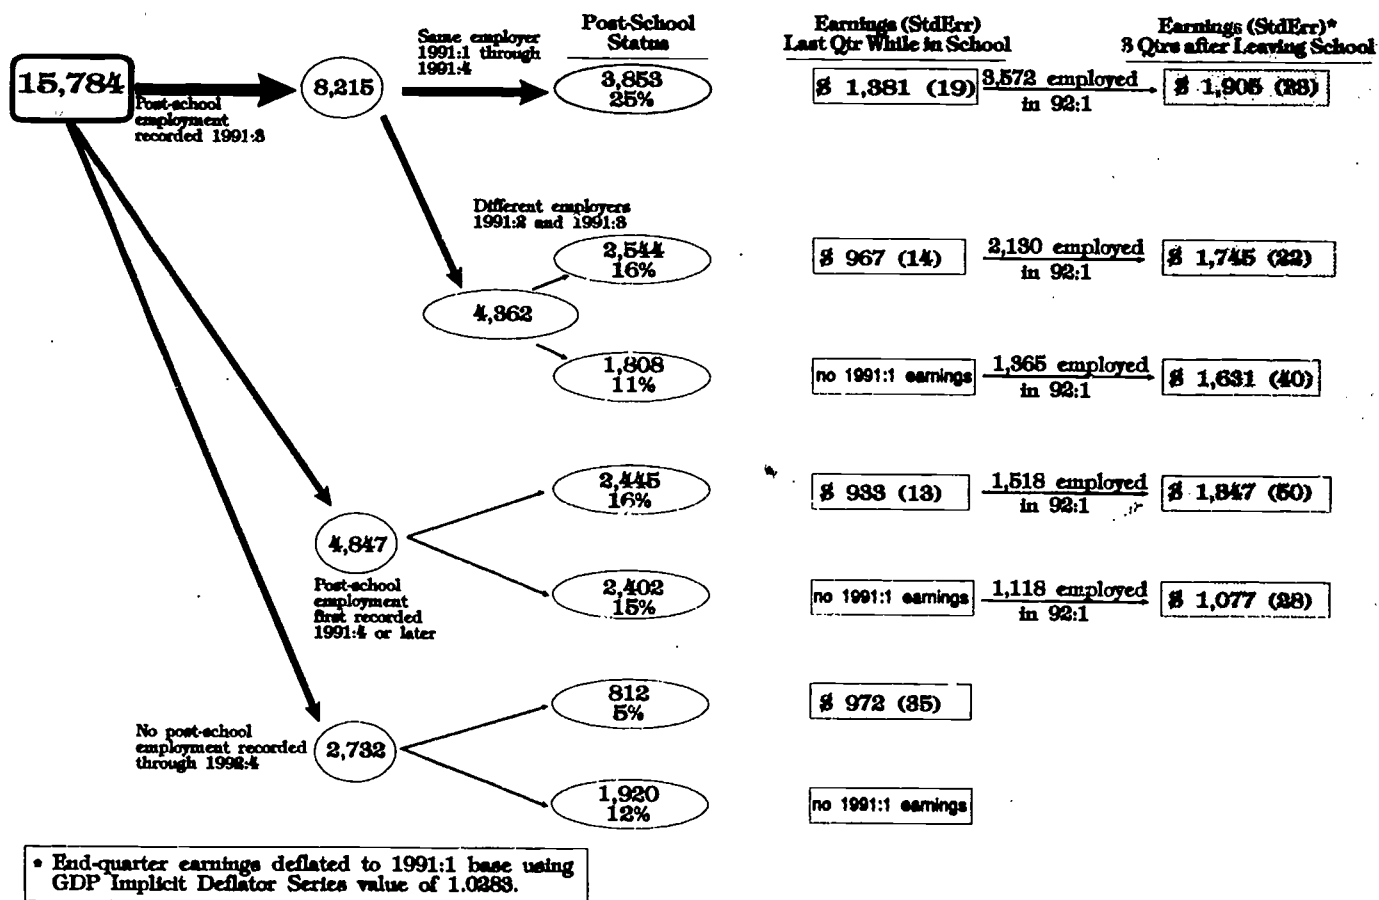 Post-School
Status
Earnings (StdErr)
Last Qtr While in School
Earnings (StdErr)*
3 Qtrs after Leaving School
15,784
Post-school
employment
recorded 1991:3
8,215
Same employer
1991:1 through
1991:4
3,853
25%
$ 1,381 (19)
3,572 employed
in 92:1
$ 1,905 (23)
Different employers
1991:2 and 1991:3
4,362
2,544
16%
$ 967 (14)
2,130 employed
in 92:1
$ 1,745 (22)
1,808
11%
no 1991:1 earnings
1,365 employed
in 92:1
$ 1,631 (40)
4,847
Post-school
employment
first recorded
1991:4 or later
2,445
16%
$ 933 (13)
1,518 employed
in 92:1
$ 1,347 (50)
2,402
15%
no 1991:1 earnings
1,118 employed
in 92:1
$ 1,077 (28)
No post-school
employment recorded
through 1992:4
2,732
812
5%
$ 972 (35)
1,920
12%
no 1991:1 earnings
* End-quarter earnings deflated to 1991:1 base using
GDP Implicit Deflator Series value of 1.0283.